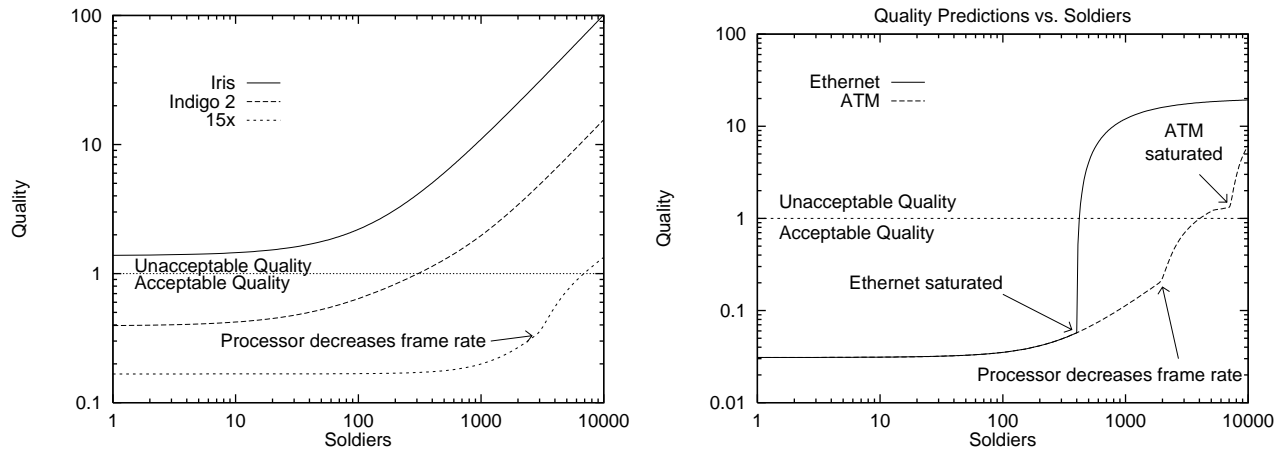 100
10
1
0.1
Quality
Iris
Indigo 2
15x
Unacceptable Quality
Acceptable Quality
Processor decreases frame rate
1
10
100
1000
10000
Soldiers
Quality Predictions vs. Soldiers
100
10
1
0.1
0.01
Quality
Ethernet
ATM
ATM
saturated
Unacceptable Quality
Acceptable Quality
Ethernet saturated
Processor decreases frame rate
1
10
100
1000
10000
Soldiers